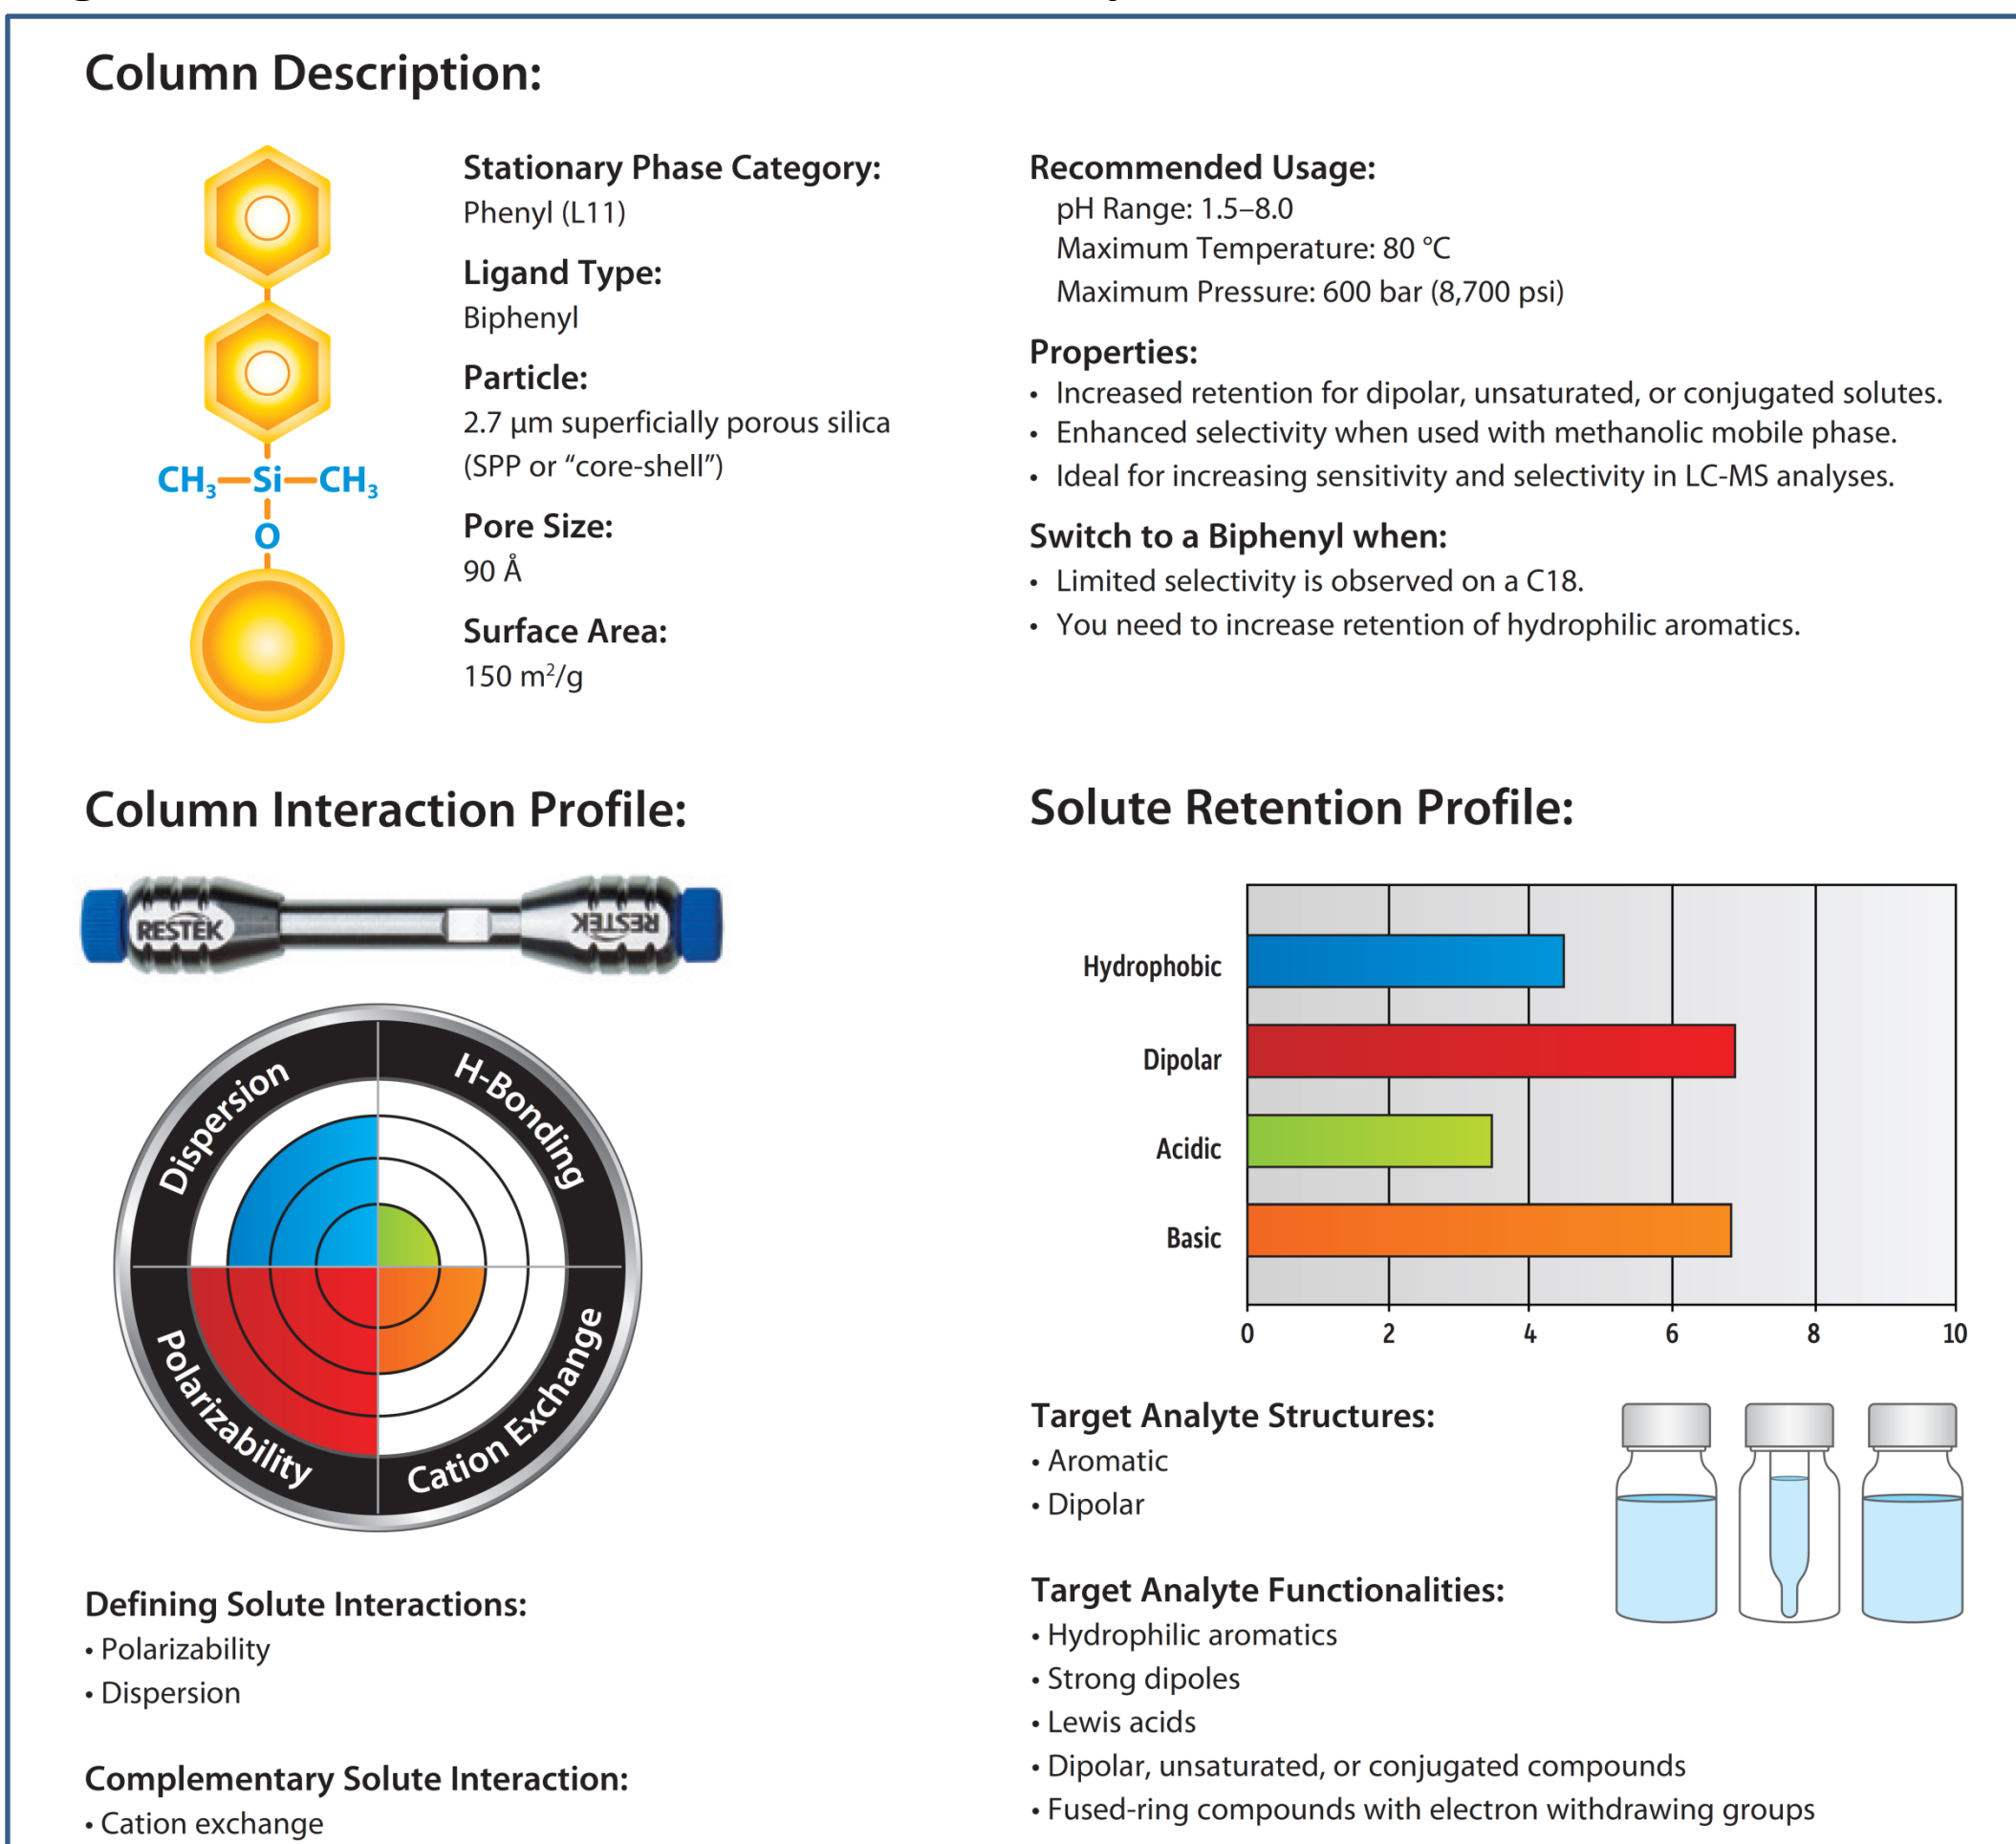 Column Description:
CH3—Si—CH3
O
Stationary Phase Category:
Phenyl (L11)
Ligand Type:
Biphenyl
Particle:
2.7 µm superficially porous silica
(SPP or “core-shell”)
Pore Size:
90 Å
Surface Area:
150 m²/g
Recommended Usage:
pH Range: 1.5–8.0
Maximum Temperature: 80 °C
Maximum Pressure: 600 bar (8,700 psi)
Properties:
• Increased retention for dipolar, unsaturated, or conjugated solutes.
• Enhanced selectivity when used with methanolic mobile phase.
• Ideal for increasing sensitivity and selectivity in LC-MS analyses.
Switch to a Biphenyl when:
• Limited selectivity is observed on a C18.
• You need to increase retention of hydrophilic aromatics.
Column Interaction Profile:
RESTEK
RESTEK
Dispersion
H-Bonding
Polarizability
Cation Exchange
Defining Solute Interactions:
• Polarizability
• Dispersion
Complementary Solute Interaction:
• Cation exchange
Solute Retention Profile:
Hydrophobic
Dipolar
Acidic
Basic
0 2 4 6 8 10
Target Analyte Structures:
• Aromatic
• Dipolar
Target Analyte Functionalities:
• Hydrophilic aromatics
• Strong dipoles
• Lewis acids
• Dipolar, unsaturated, or conjugated compounds
• Fused-ring compounds with electron withdrawing groups